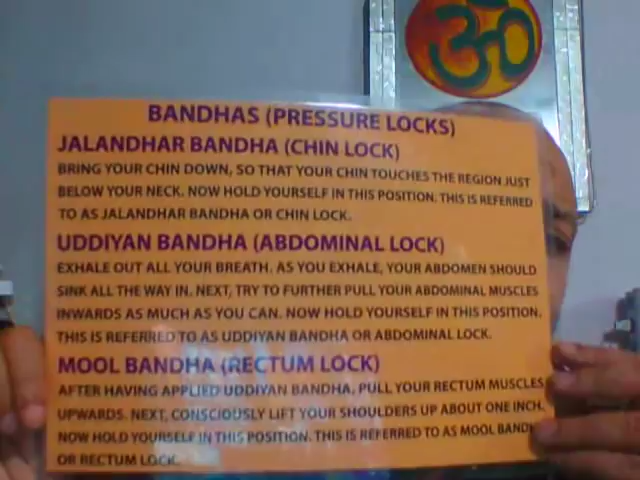 ॐ
BANDHAS (PRESSURE LOCKS)
JALANDHAR BANDHA (CHIN LOCK)
BRING YOUR CHIN DOWN, SO THAT YOUR CHIN TOUCHES THE REGION JUST
BELOW YOUR NECK. NOW HOLD YOURSELF IN THIS POSITION. THIS IS REFERRED
TO AS JALANDHAR BANDHA OR CHIN LOCK.
UDDIYAN BANDHA (ABDOMINAL LOCK)
EXHALE OUT ALL YOUR BREATH. AS YOU EXHALE, YOUR ABDOMEN SHOULD
SINK ALL THE WAY IN. NEXT, TRY TO FURTHER PULL YOUR ABDOMINAL MUSCLES
INWARDS AS MUCH AS YOU CAN. NOW HOLD YOURSELF IN THIS POSITION.
THIS IS REFERRED TO AS UDDIYAN BANDHA OR ABDOMINAL LOCK.
MOOL BANDHA (RECTUM LOCK)
AFTER HAVING APPLIED UDDIYAN BANDHA, PULL YOUR RECTUM MUSCLES
UPWARDS. NEXT, CONSCIOUSLY LIFT YOUR SHOULDERS UP ABOUT ONE INCH.
NOW HOLD YOURSELF IN THIS POSITION. THIS IS REFERRED TO AS MOOL
OR RECTUM LOCK.